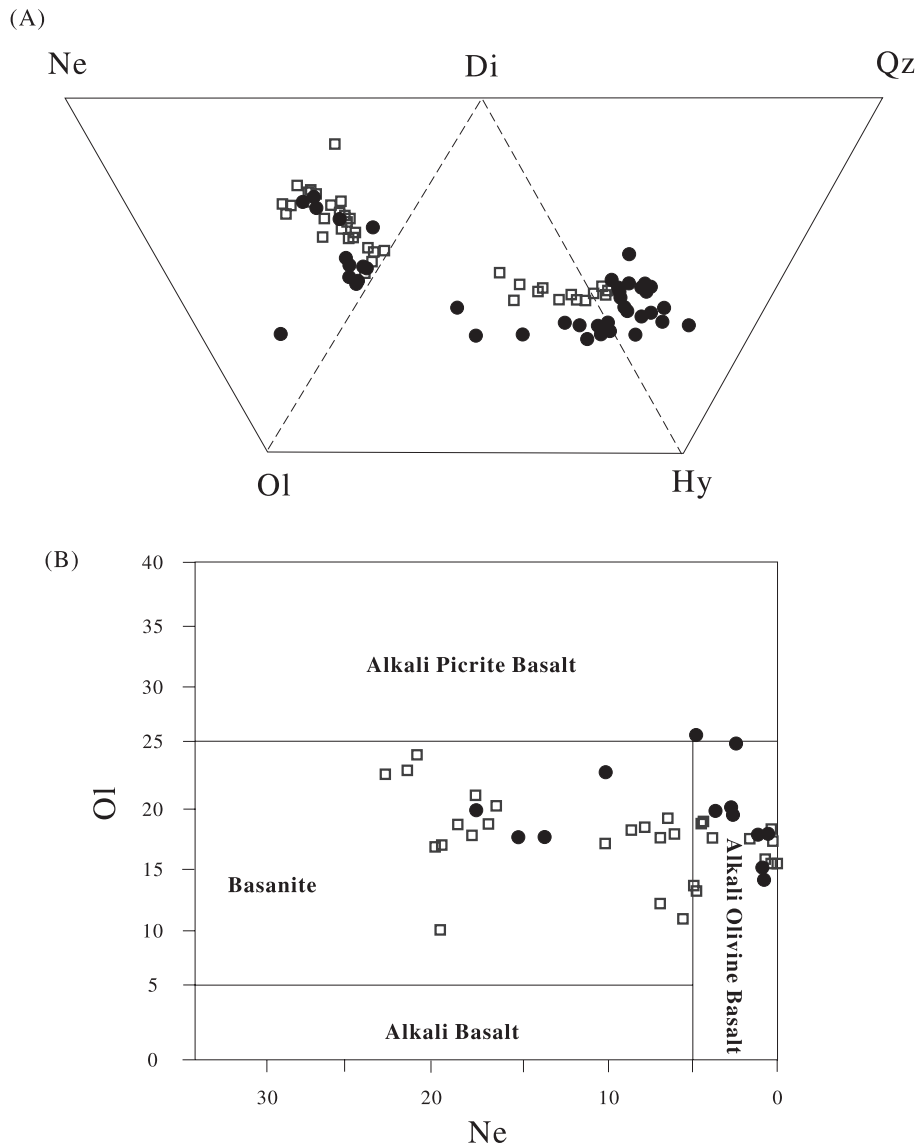 (A)
Ne Di Qz
Ol Hy
(B)
40
35
Alkali Picrite Basalt
30
25
Ol
20
15
Basanite
Alkali Olivine Basalt
10
5
Alkali Basalt
0
30 20 10 0
Ne